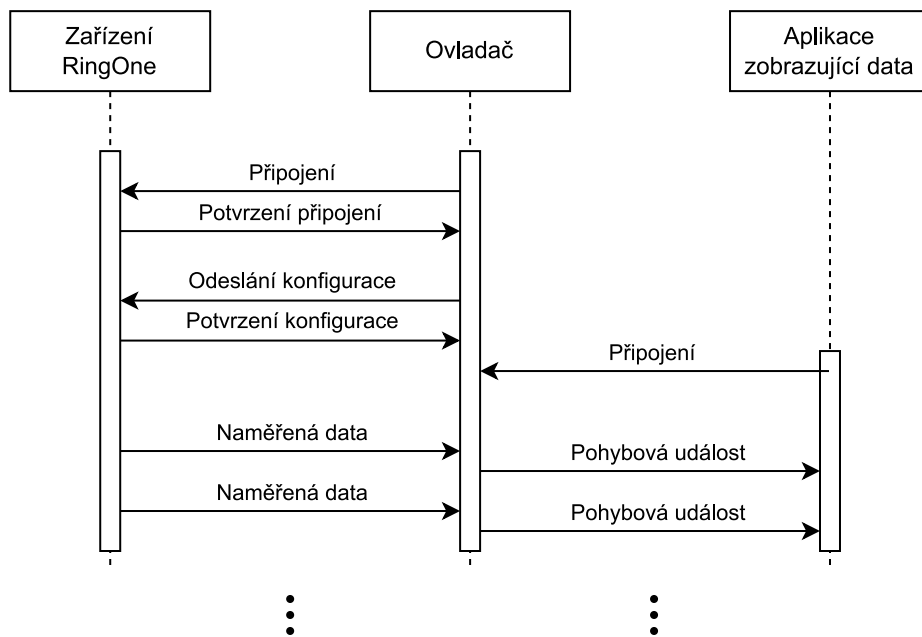 Zařízení
RingOne
Ovladač
Aplikace
zobrazující data
Připojení
Potvrzení připojení
Odeslání konfigurace
Potvrzení konfigurace
Připojení
Naměřená data
Pohybová událost
Naměřená data
Pohybová událost